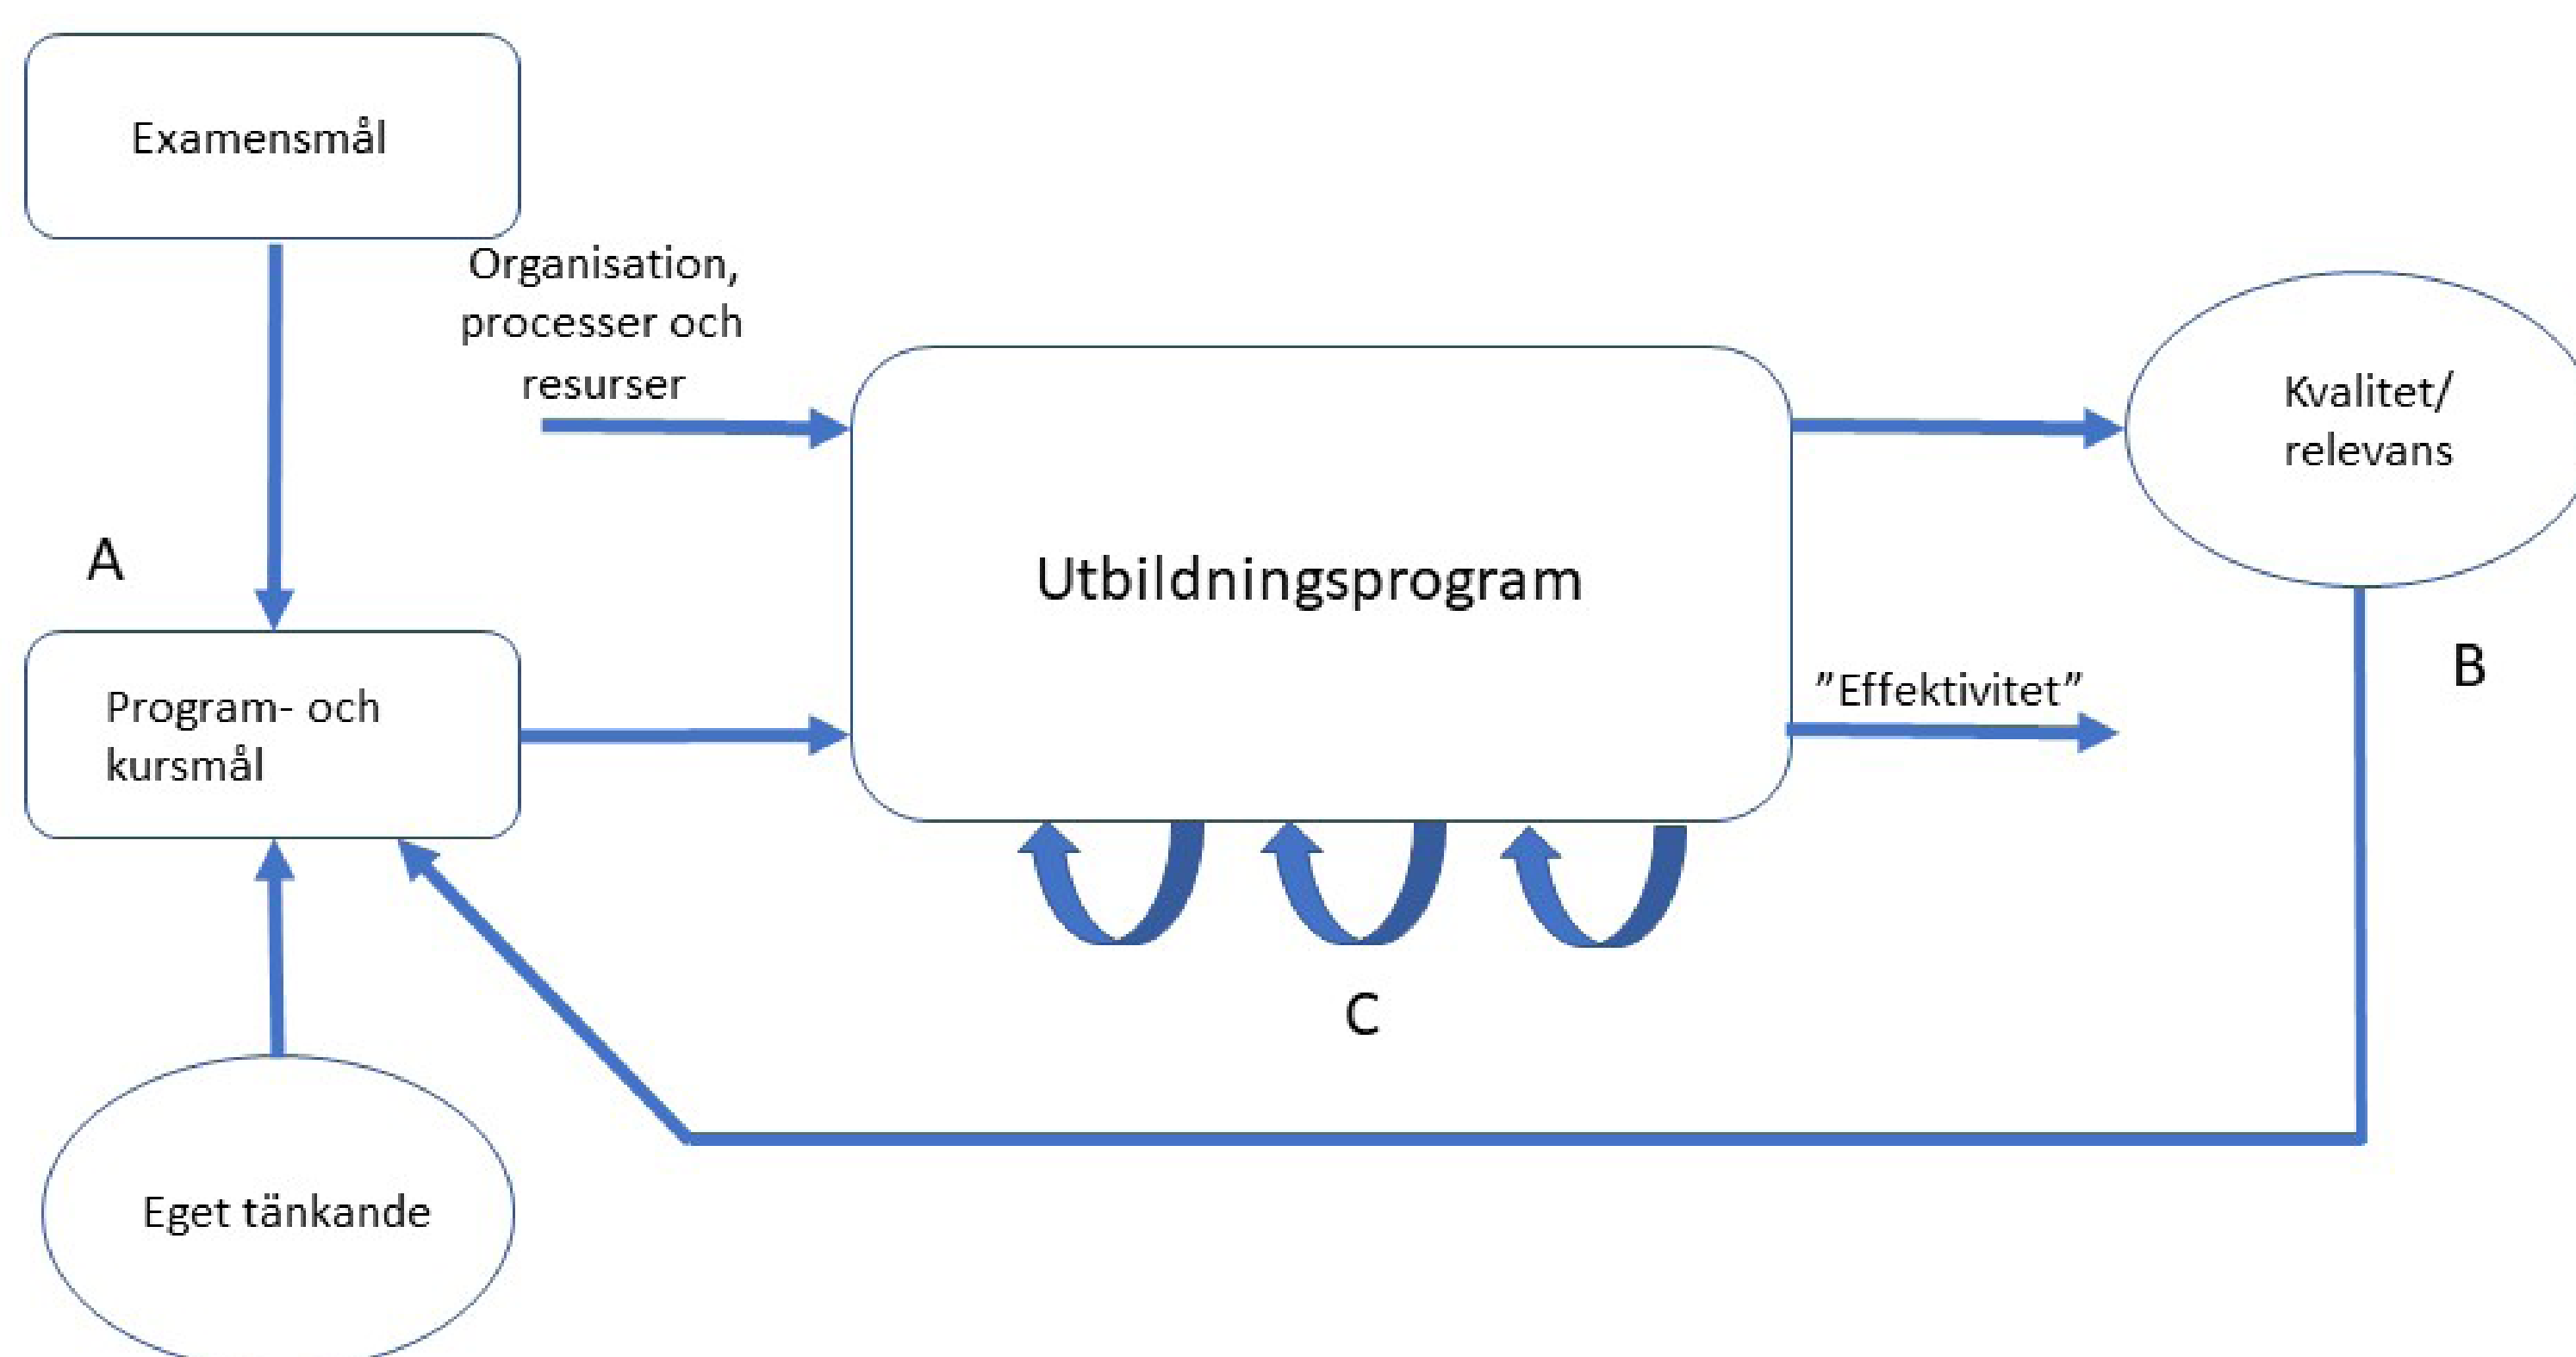 Examensmål
Organisation,
processer och
resurser
Kvalitet/
relevans
A
Utbildningsprogram
B
Program- och
kursmål
”Effektivitet”
C
Eget tänkande